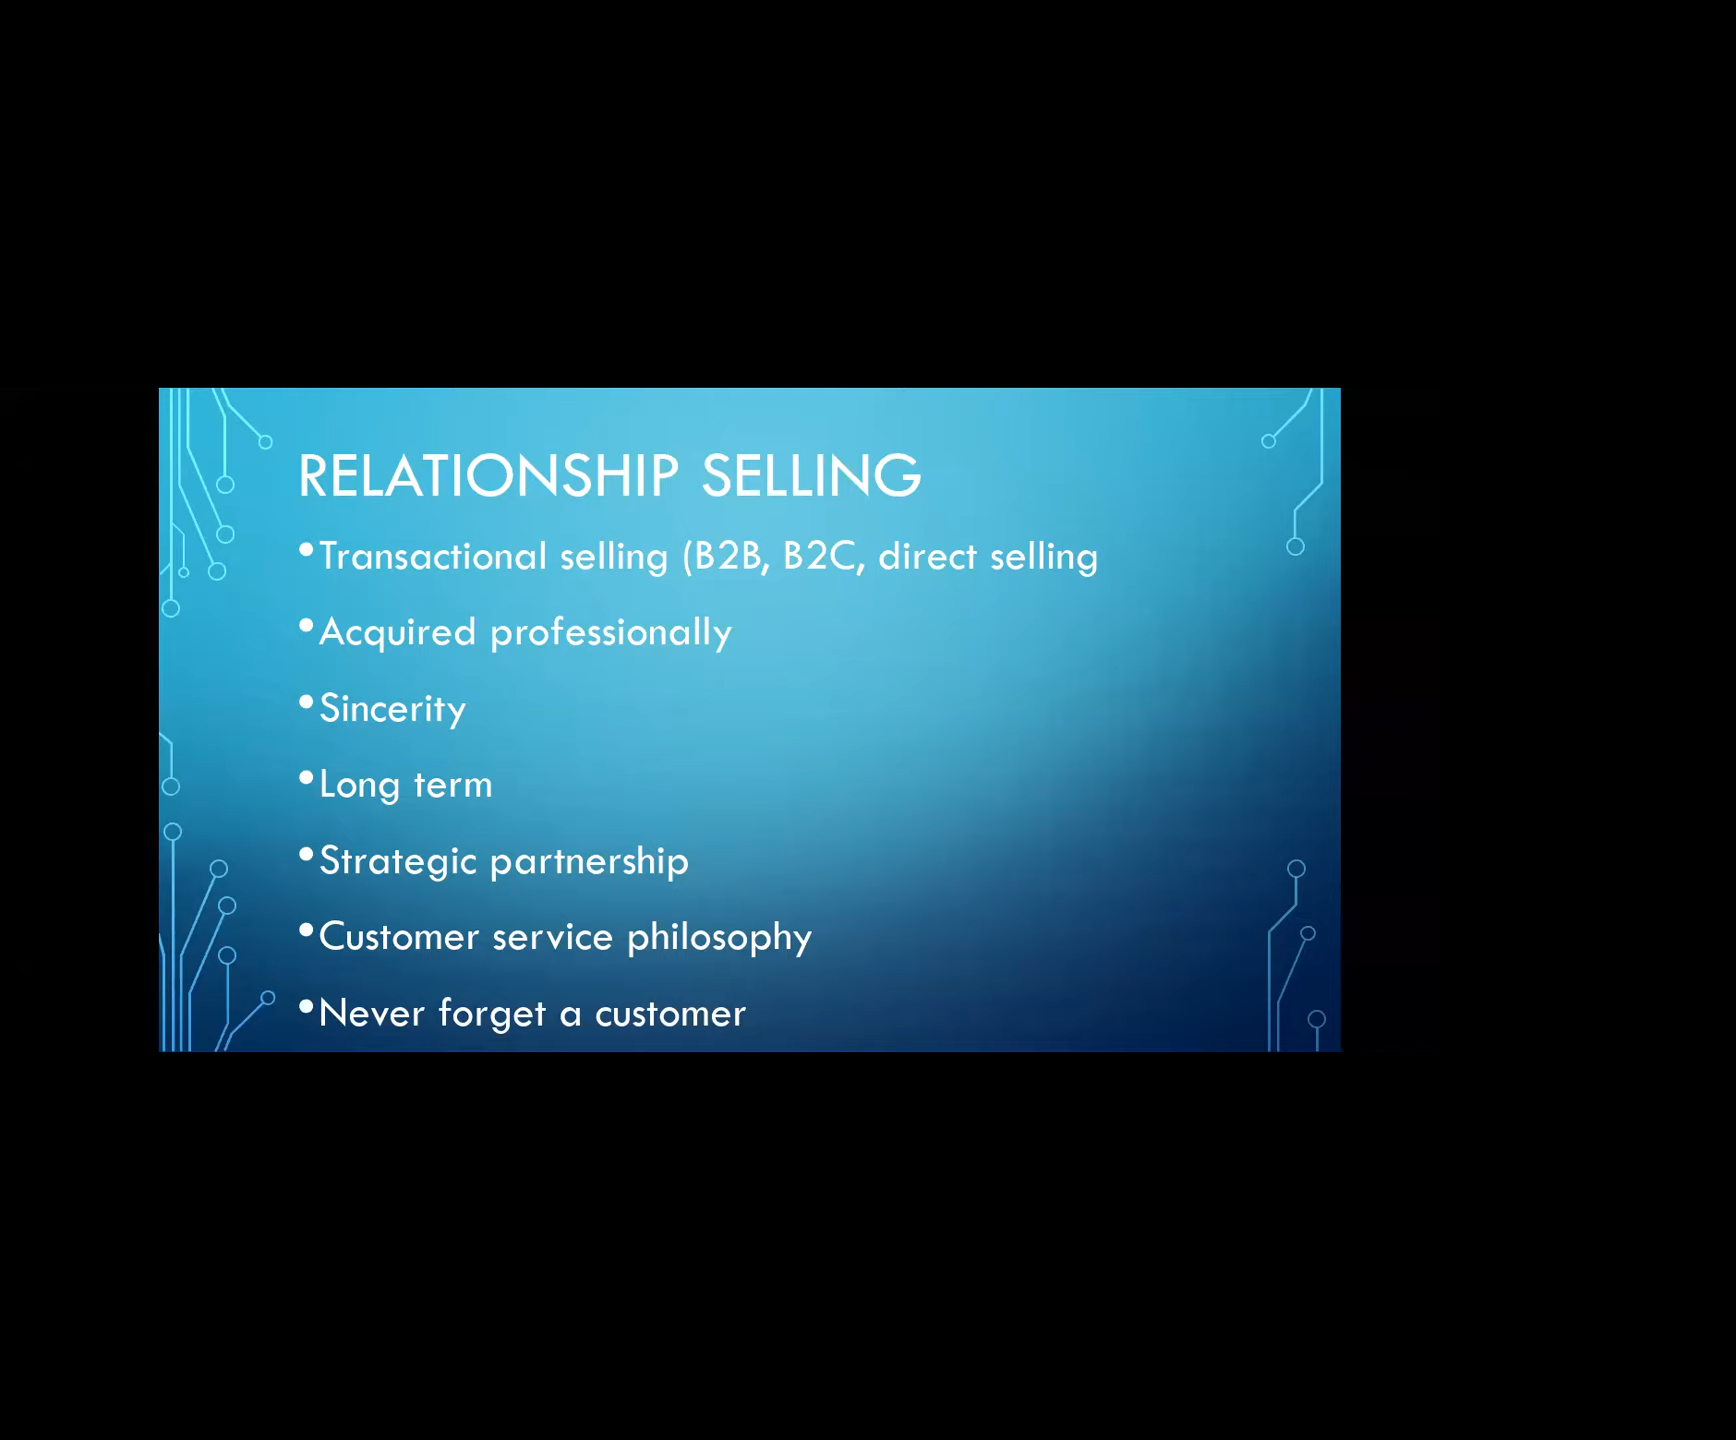 RELATIONSHIP SELLING
•Transactional selling (B2B, B2C, direct selling
•Acquired professionally
•Sincerity
•Long term
•Strategic partnership
•Customer service philosophy
•Never forget a customer